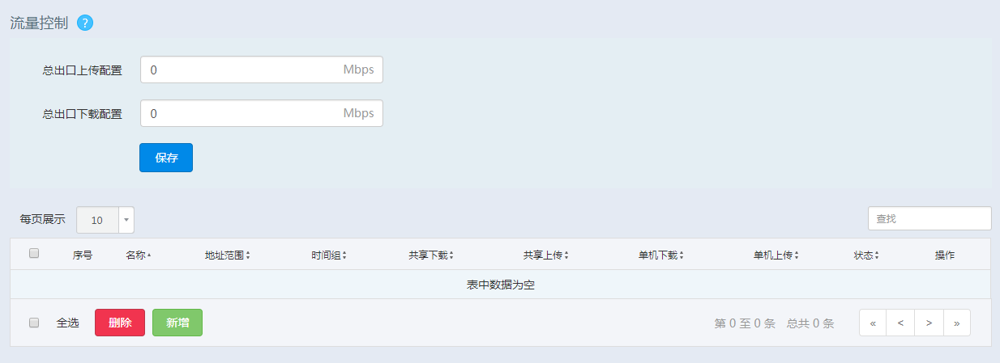 流量控制 ?
总出口上传配置 0 Mbps
总出口下载配置 0 Mbps
保存
每页展示 10 查找
序号 名称 地址范围 时间组 共享下载 共享上传 单机下载 单机上传 状态 操作
表中数据为空
全选 删除 新增 第 0 至 0 条 总共 0 条 « < > »